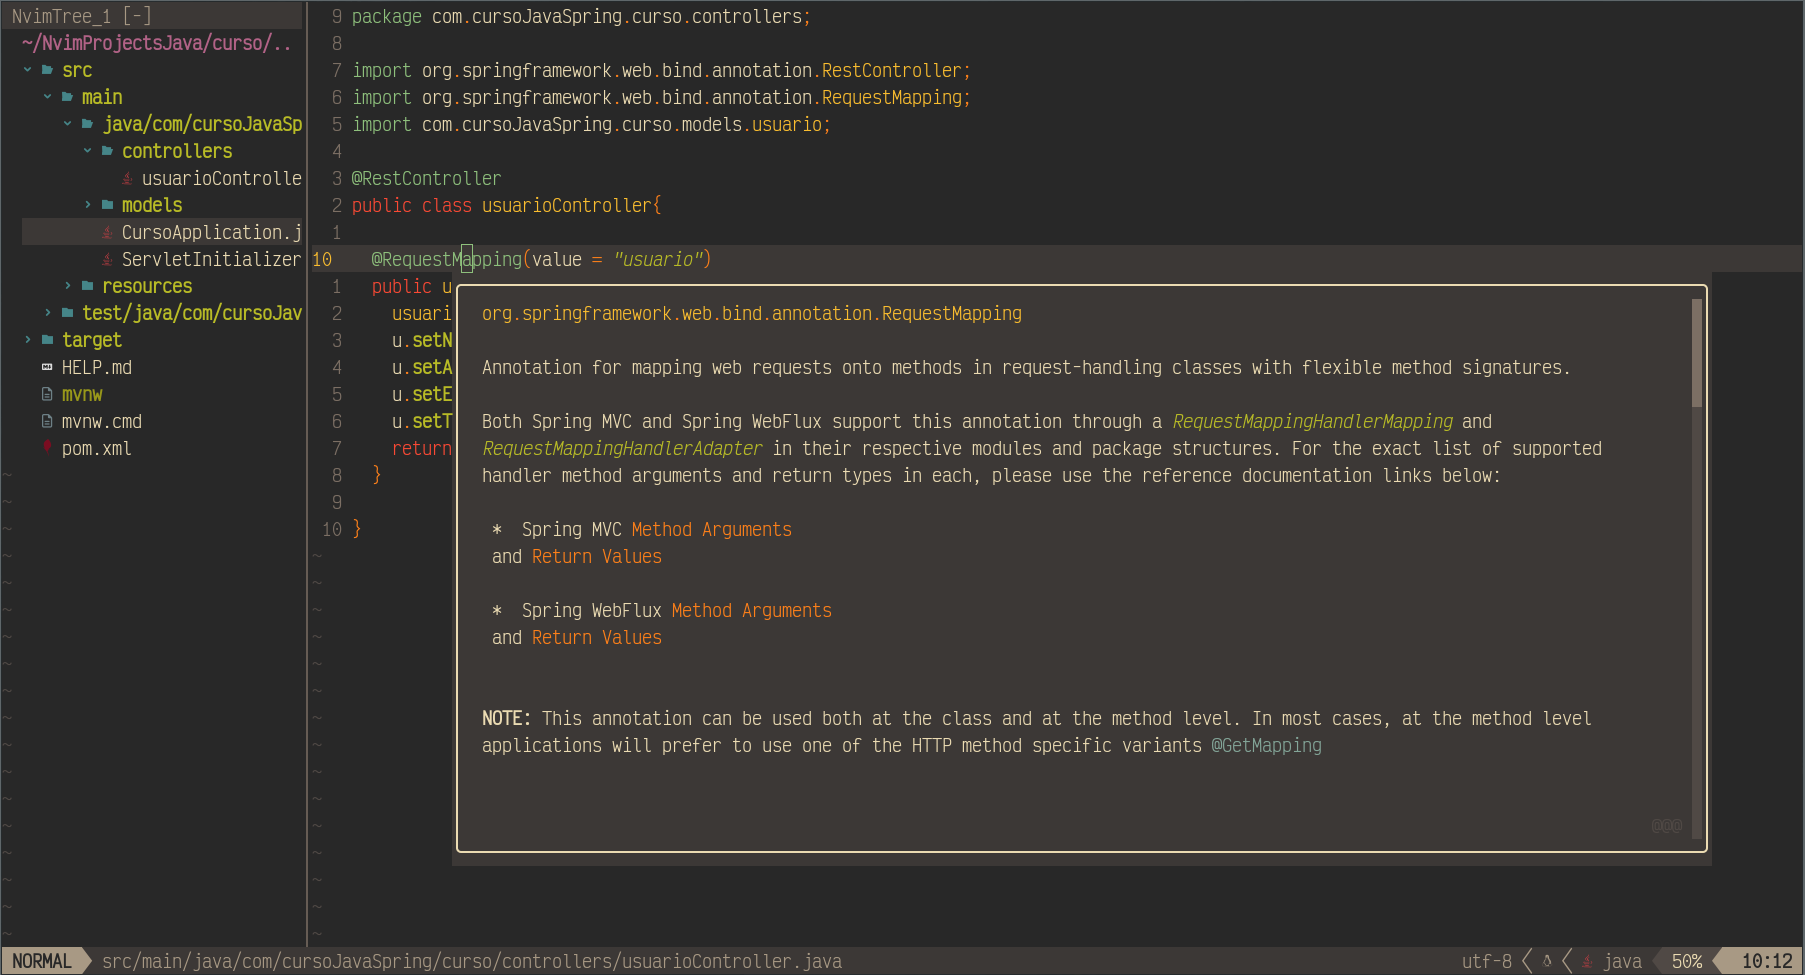 NvimTree_1 [-]
~/NvimProjectsJava/curso/..
src
main
java/com/cursoJavaSp
controllers
usuarioControlle
models
CursoApplication.j
ServletInitializer
resources
test/java/com/cursoJav
target
HELP.md
mvnw
mvnw.cmd
pom.xml
9 package com.cursoJavaSpring.curso.controllers;
8
7 import org.springframework.web.bind.annotation.RestController;
6 import org.springframework.web.bind.annotation.RequestMapping;
5 import com.cursoJavaSpring.curso.models.usuario;
4
3 @RestController
2 public class usuarioController{
1
10 @RequestMapping(value = "usuario")
1 public u
2 usuari
3 u.setN
4 u.setA
5 u.setE
6 u.setT
7 return
8 }
9
10 }
org.springframework.web.bind.annotation.RequestMapping
Annotation for mapping web requests onto methods in request-handling classes with flexible method signatures.
Both Spring MVC and Spring WebFlux support this annotation through a RequestMappingHandlerMapping and
RequestMappingHandlerAdapter in their respective modules and package structures. For the exact list of supported
handler method arguments and return types in each, please use the reference documentation links below:
* Spring MVC Method Arguments
and Return Values
* Spring WebFlux Method Arguments
and Return Values
NOTE: This annotation can be used both at the class and at the method level. In most cases, at the method level
applications will prefer to use one of the HTTP method specific variants @GetMapping
@@@
NORMAL src/main/java/com/cursoJavaSpring/curso/controllers/usuarioController.java utf-8 java 50% 10:12